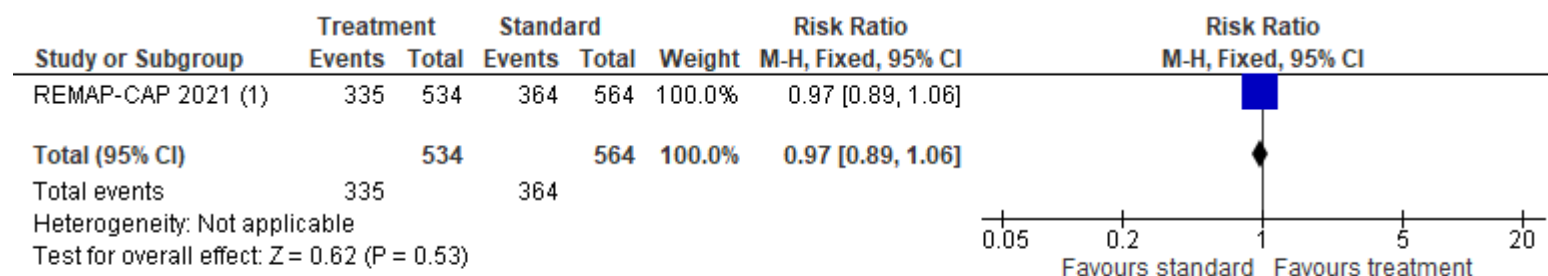 Treatment Standard Risk Ratio Risk Ratio
Study or Subgroup Events Total Events Total Weight M-H, Fixed, 95% CI M-H, Fixed, 95% CI
REMAP-CAP 2021 (1) 335 534 364 564 100.0% 0.97 [0.89, 1.06]
Total (95% CI) 534 564 100.0% 0.97 [0.89, 1.06]
Total events 335 364
Heterogeneity: Not applicable
Test for overall effect: Z = 0.62 (P = 0.53)
0.05 0.2 1 5 20
Favours standard Favours treatment